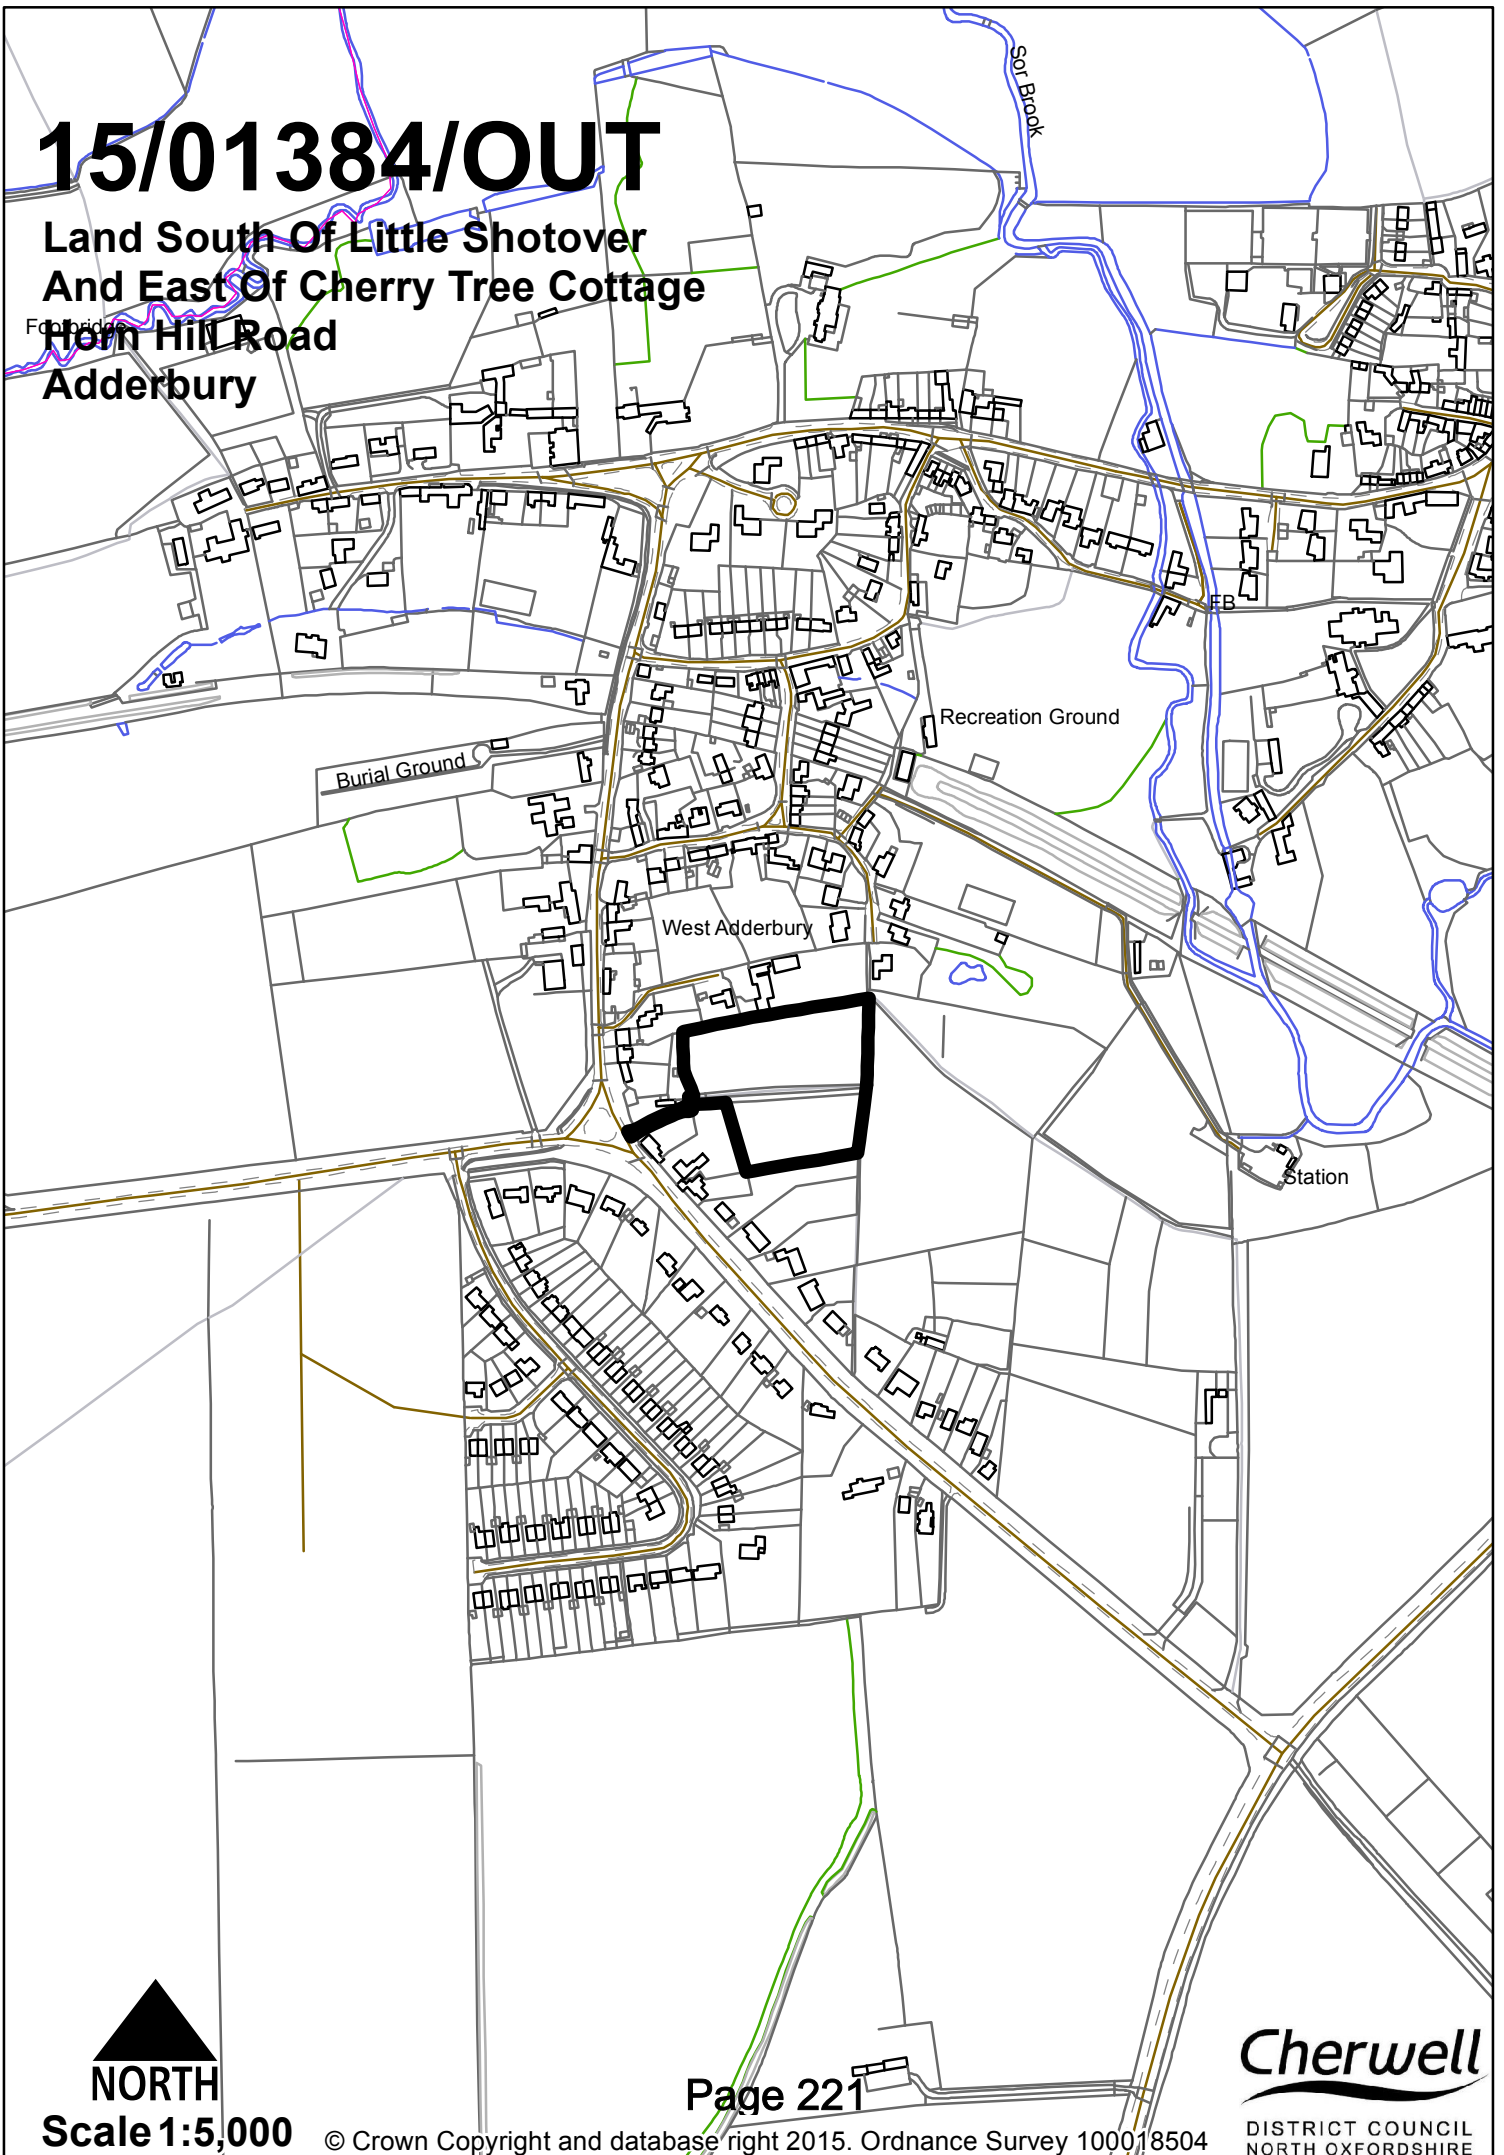 Sor Brook
15/01384/OUT
Land South Of Little Shotover
And East Of Cherry Tree Cottage
Footbridge
Horn Hill Road
Adderbury
FB
Recreation Ground
Burial Ground
West Adderbury
Station
NORTH
Scale 1:5,000
Page 221
© Crown Copyright and database right 2015. Ordnance Survey 100018504
Cherwell
DISTRICT COUNCIL
NORTH OXFORDSHIRE